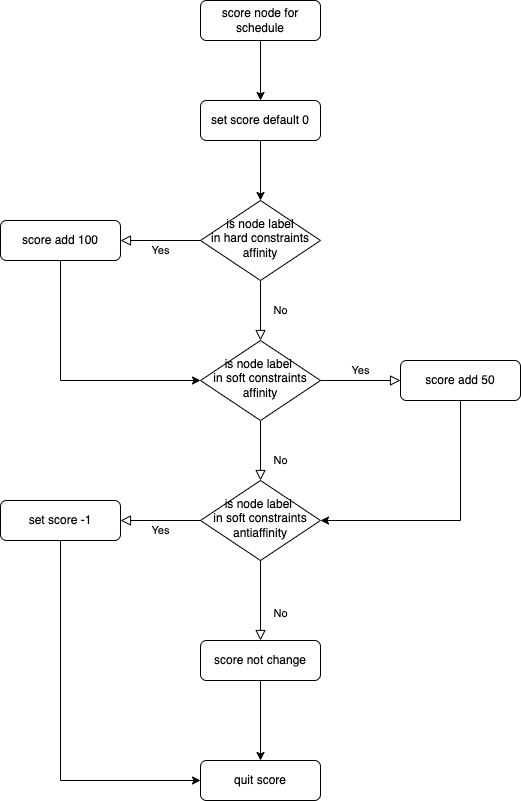 score node for
schedule
set score default 0
is node label
in hard constraints
affinity
score add 100
Yes
No
is node label
in soft constraints
affinity
Yes
score add 50
No
is node label
in soft constraints
antiaffinity
set score -1
Yes
No
score not change
quit score